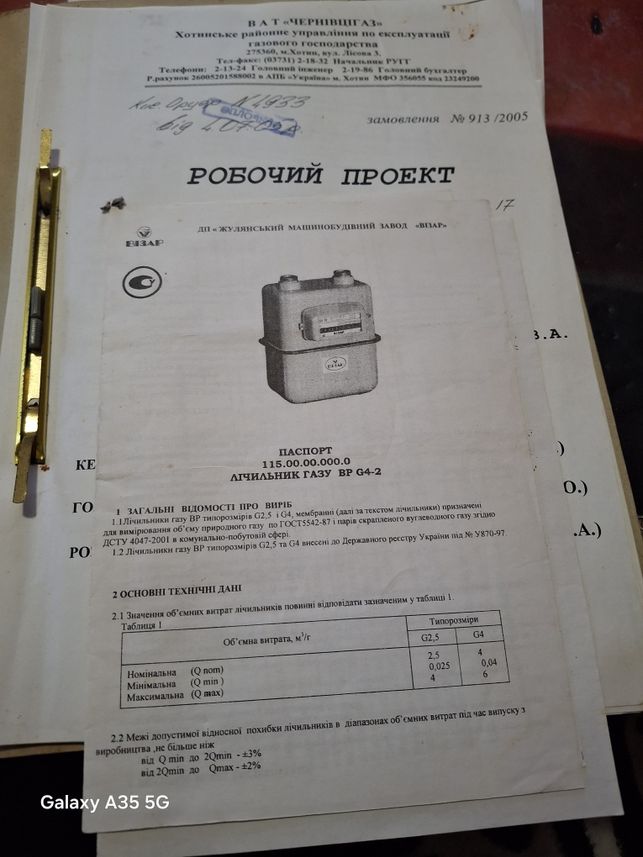 ВАТ «ЧЕРНІВЦІГАЗ»
Хотинське районне управління по експлуатації
газового господарства
275360, м.Хотин, вул. Лісова 3.
Тел-факс: (03731) 2-18-32 Начальник РУГГ
Телефони: 2-13-24 Головний інженер 2-19-86 Головний бухгалтер
Р.рахунок 26005201588002 в АПБ «Україна» м. Хотин МФО 356055 код 23249200
N 4933
від
замовлення № 913 /2005
РОБОЧИЙ ПРОЕКТ
17
ВІЗАР
ДП « ЖУЛЯНСЬКИЙ МАШИНОБУДІВНИЙ ЗАВОД «ВІЗАР»
ВІЗАР
ВІЗАР
В.А.
ПАСПОРТ
115.00.00.000.0
ЛІЧИЛЬНИК ГАЗУ ВР G4-2
КЕ
)
ГО
О.)
РО
.А.)
1 ЗАГАЛЬНІ ВІДОМОСТІ ПРО ВИРІБ
1.1Лічильники газу ВР типорозмірів G2,5 і G4, мембранні (далі за текстом лічильники) призначені
для вимірювання об'єму природного газу по ГОСТ5542-87 і парів скрапленого вуглеводного газу згідно
ДСТУ 4047-2001 в комунально-побутовій сфері.
1.2 Лічильники газу ВР типорозмірів G2,5 та G4 внесені до Державного реєстру України під № У870-97.
2 ОСНОВНІ ТЕХНІЧНІ ДАНІ
2.1 Значення об'ємних витрат лічильників повинні відповідати зазначеним у таблиці 1.
Таблиця 1
Об'ємна витрата, м³/г
Типорозміри
G2,5 G4
Номінальна (Q nom) 2,5 4
Мінімальна (Q min ) 0,025 0,04
Максимальна (Q max) 4 6
2.2 Межі допустимої відносної похибки лічильників в діапазонах об'ємних витрат під час випуску з
виробництва ,не більше ніж
від Q min до 2Qmin - ±3%
від 2Qmin до Qmax - ±2%
Galaxy A35 5G